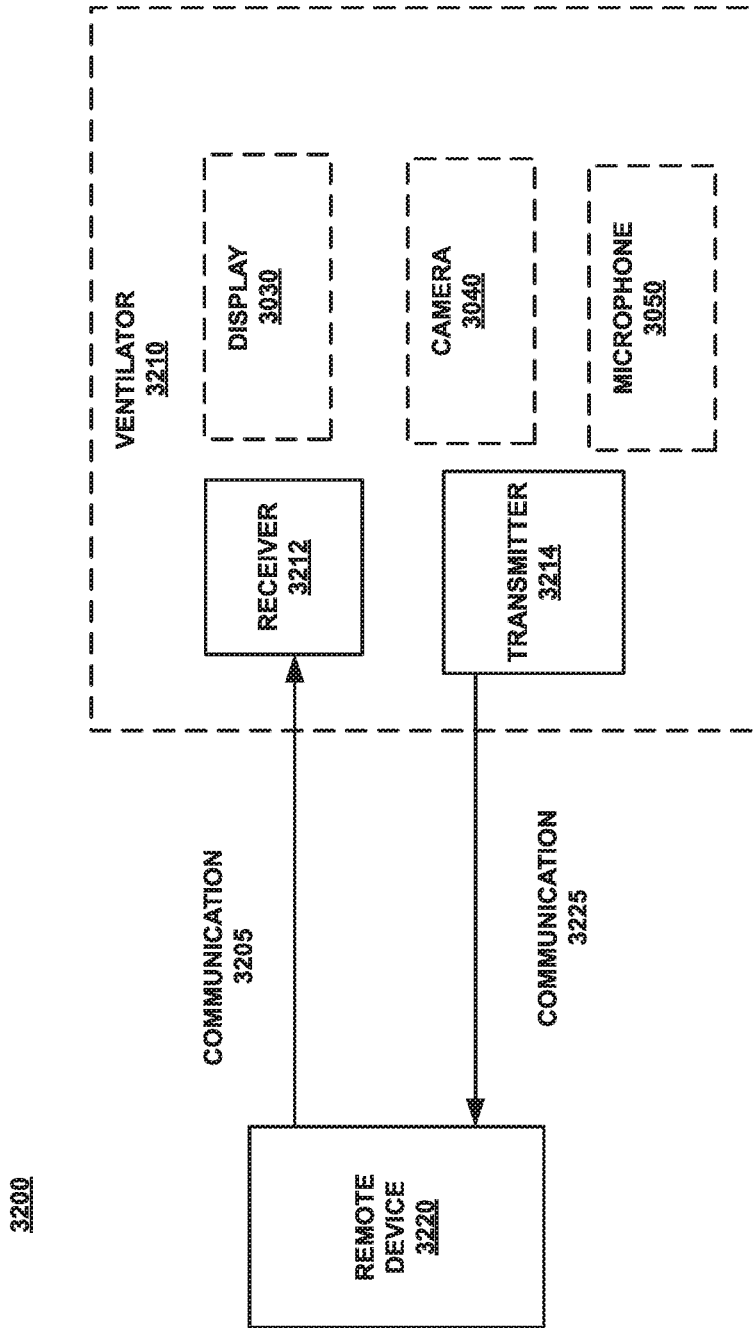 3200
REMOTE
DEVICE
3220
COMMUNICATION
3205
COMMUNICATION
3225
VENTILATOR
3210
RECEIVER
3212
TRANSMITTER
3214
DISPLAY
3030
CAMERA
3040
MICROPHONE
3050